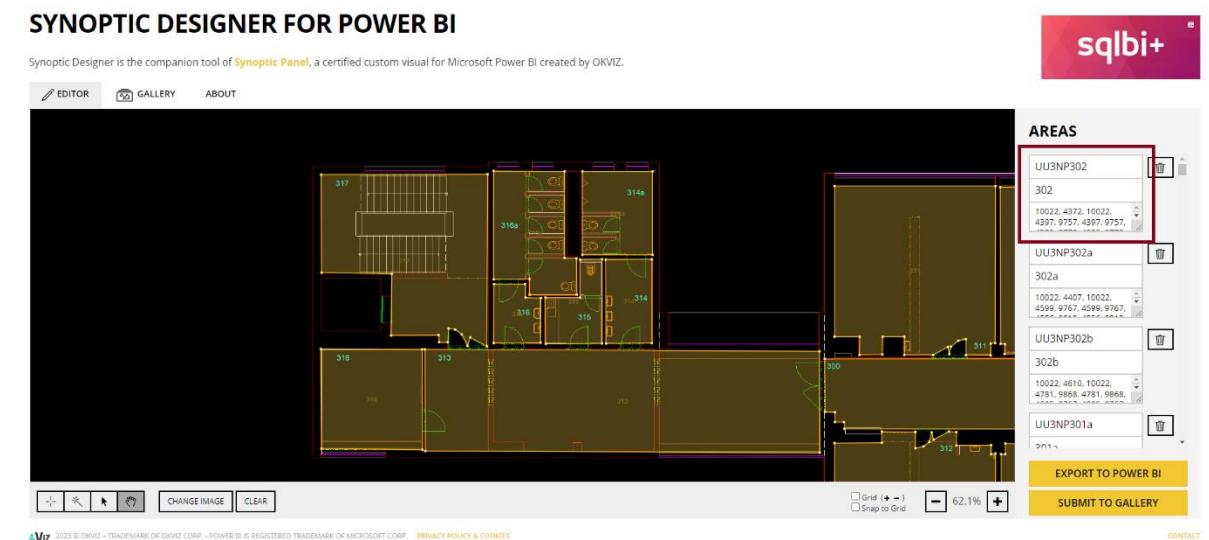 SYNOPTIC DESIGNER FOR POWER BI
sqlbi+
Synoptic Designer is the companion tool of Synoptic Panel, a certified custom visual for Microsoft Power BI created by OKVIZ.
EDITOR GALLERY ABOUT
AREAS
UU3NP302
302
10022, 4372, 10022,
4397, 9757, 4397, 9757,
UU3NP302a
302a
10022, 4407, 10022,
4599, 9767, 4599, 9767,
UU3NP302b
302b
10022, 4610, 10022,
4781, 9868, 4781, 9868,
UU3NP301a
317
314a
316a
316
315
314
311
318
313
300
312
EXPORT TO POWER BI
SUBMIT TO GALLERY
CHANGE IMAGE CLEAR
Grid (+ -)
Snap to Grid
62.1%
2023 © OKVIZ - TRADEMARK OF OKVIZ CORP. - POWER BI IS REGISTERED TRADEMARK OF MICROSOFT CORP. PRIVACY POLICY & COOKIES
CONTACT